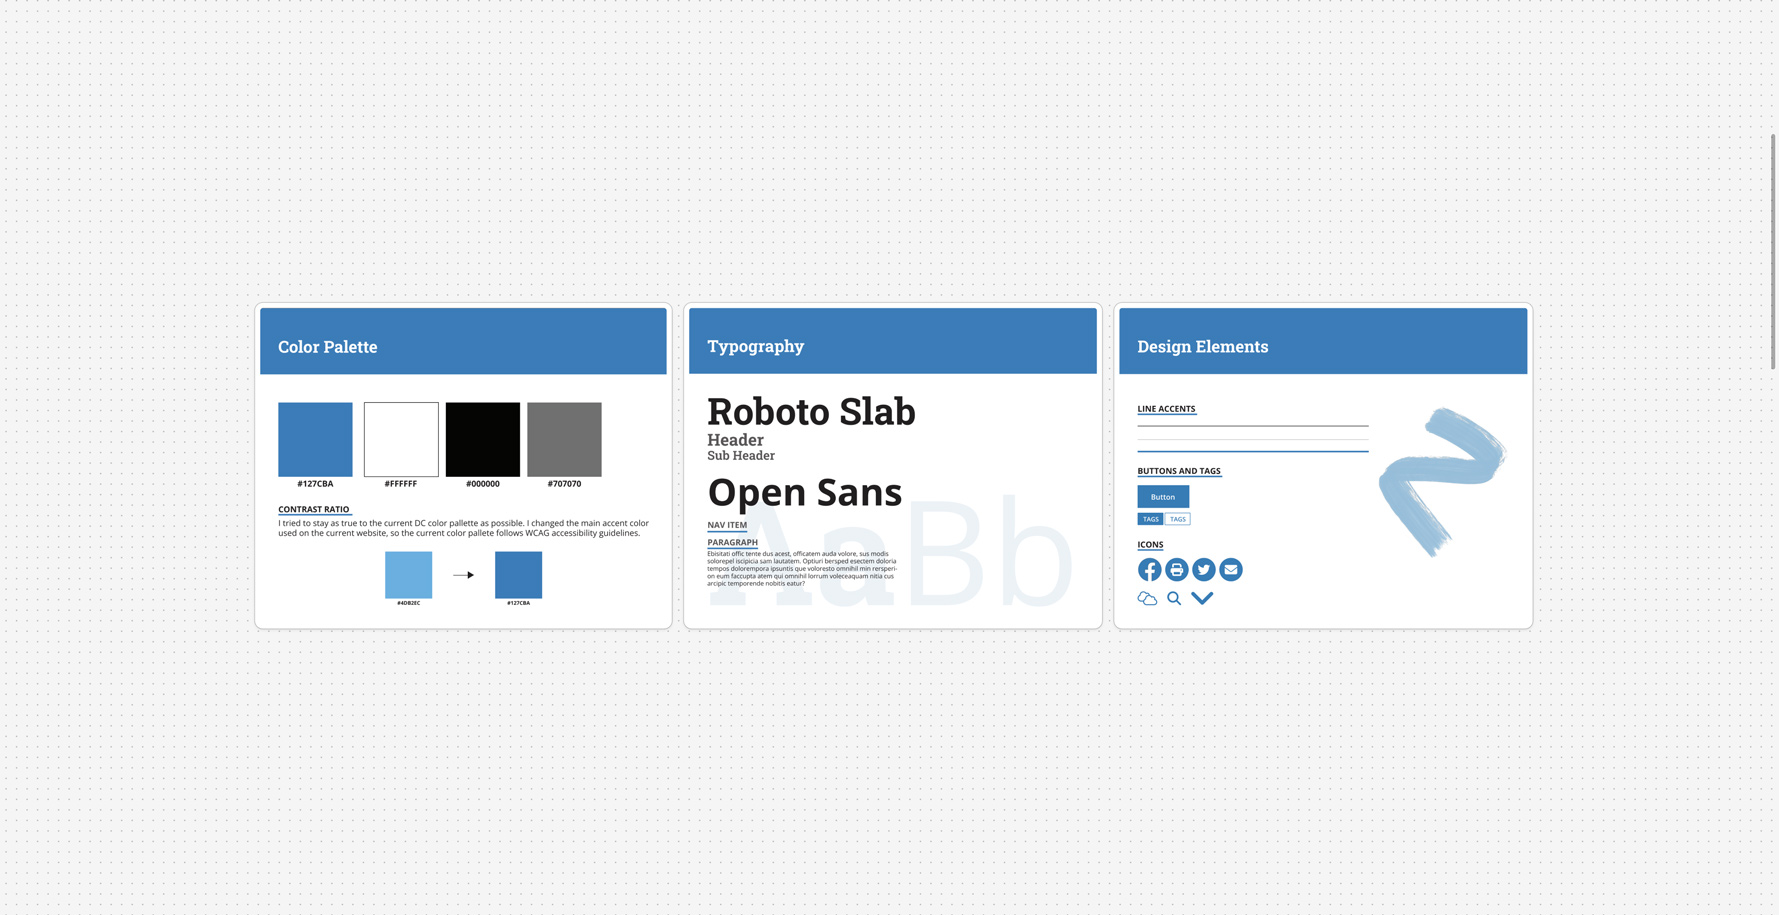 Color Palette
#127CBA
#FFFFFF
#000000
#707070
CONTRAST RATIO
I tried to stay as true to the current DC color pallette as possible. I changed the main accent color
used on the current website, so the current color pallete follows WCAG accessibility guidelines.
#4DB2EC
#127CBA
Typography
Roboto Slab
Header
Sub Header
Open Sans
NAV ITEM
PARAGRAPH
Ebisitati offic tente dus acest, officatem auda volore, sus modis
solorepel iscipicia sam lautatem. Optiuri bersped esectem doloria
tempos dolorempora ipsuntis que voloresto omnihil min rersperi-
on eum faccupta atem qui omnihil lorrum voleceaquam nitia cus
arcipic temporende nobitis eatur?
AaBb
Design Elements
LINE ACCENTS
BUTTONS AND TAGS
Button
TAGS
TAGS
ICONS